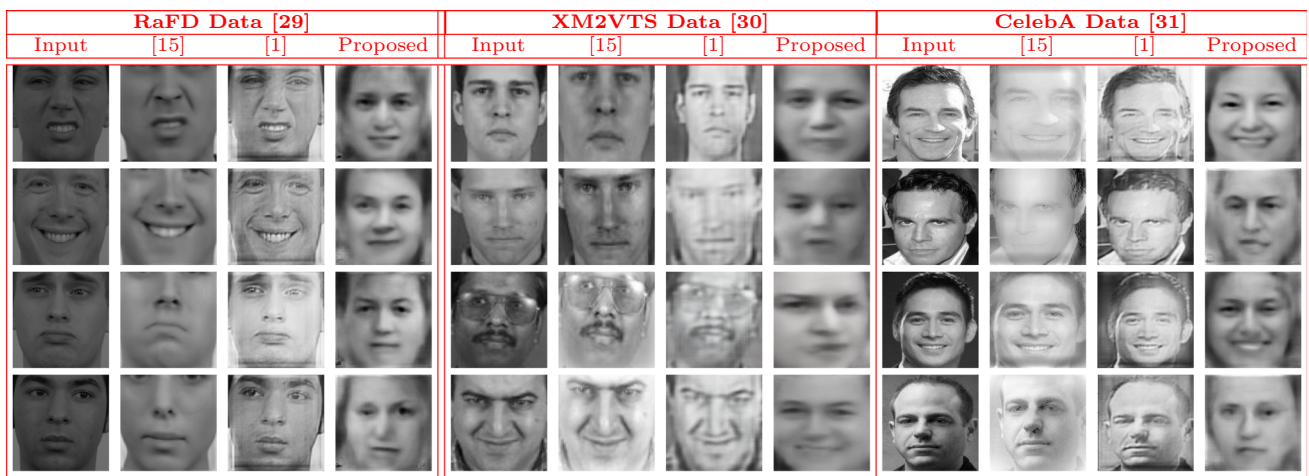 RaFD Data [29] XM2VTS Data [30] CelebA Data [31]
Input [15] [1] Proposed Input [15] [1] Proposed Input [15] [1] Proposed